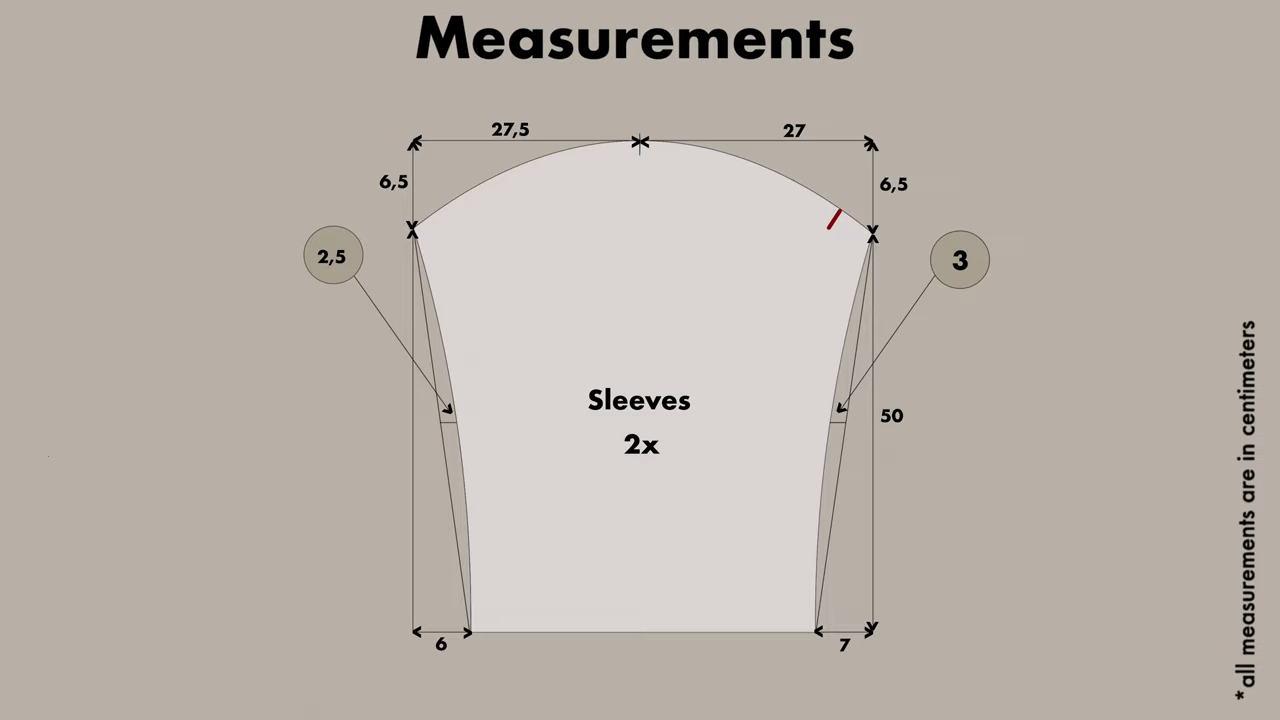 Measurements
27,5
27
6,5
6,5
2,5
3
Sleeves
2x
50
6
7
*all measurements are in centimeters